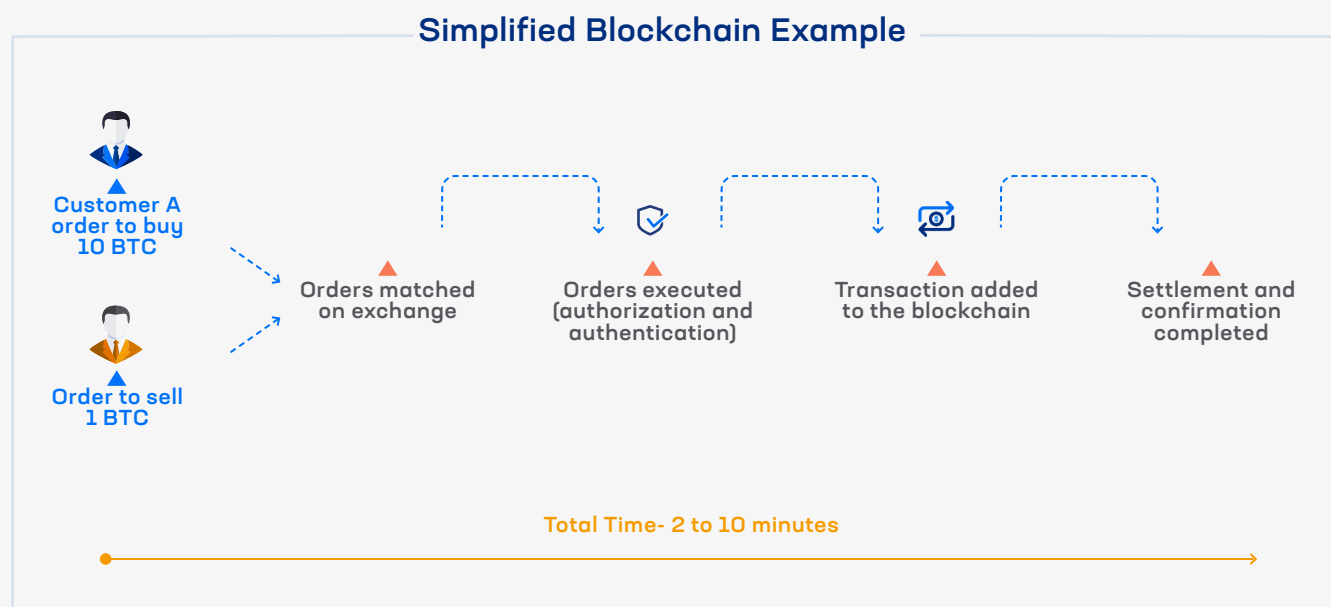 Simplified Blockchain Example
Customer A
order to buy
10 BTC
Order to sell
1 BTC
Orders matched
on exchange
Orders executed
(authorization and
authentication)
Transaction added
to the blockchain
Settlement and
confirmation
completed
Total Time- 2 to 10 minutes